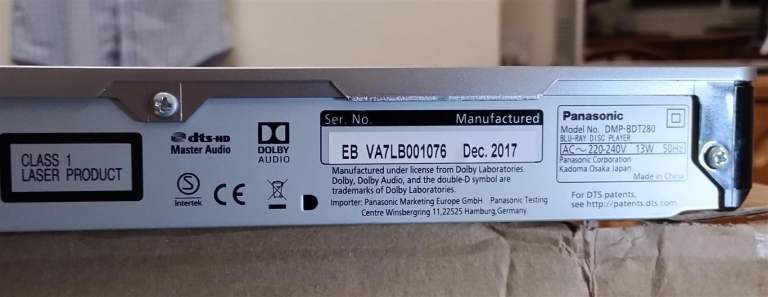 CLASS 1
LASER PRODUCT
dts-HD
Master Audio
DOLBY
AUDIO
S
Intertek
CE
Ser. No. Manufactured
EB VA7LB001076 Dec. 2017
Manufactured under license from Dolby Laboratories.
Dolby, Dolby Audio, and the double-D symbol are
trademarks of Dolby Laboratories.
Importer: Panasonic Marketing Europe GmbH Panasonic Testing
Centre Winsbergring 11,22525 Hamburg,Germany
Panasonic
Model No. DMP-BDT280
BLU-RAY DISC PLAYER
AC～220-240V 13W 50Hz
Panasonic Corporation
Kadoma Osaka Japan
Made in China
For DTS patents,
see http://patents.dts.com.